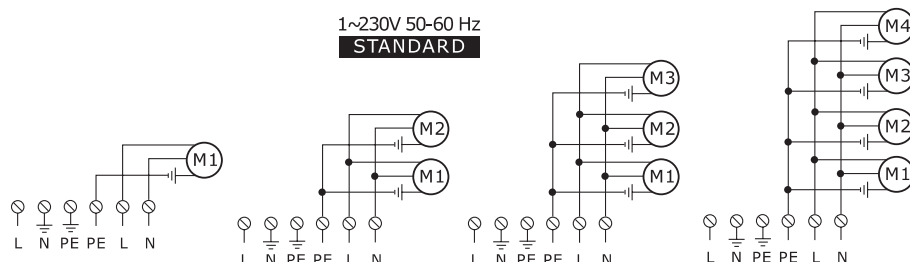 1~230V 50-60 Hz
STANDARD
M1
L N PE PE L N
M2
M1
L N PE PE L N
M3
M2
M1
L N PE PE L N
M4
M3
M2
M1
L N PE PE L N